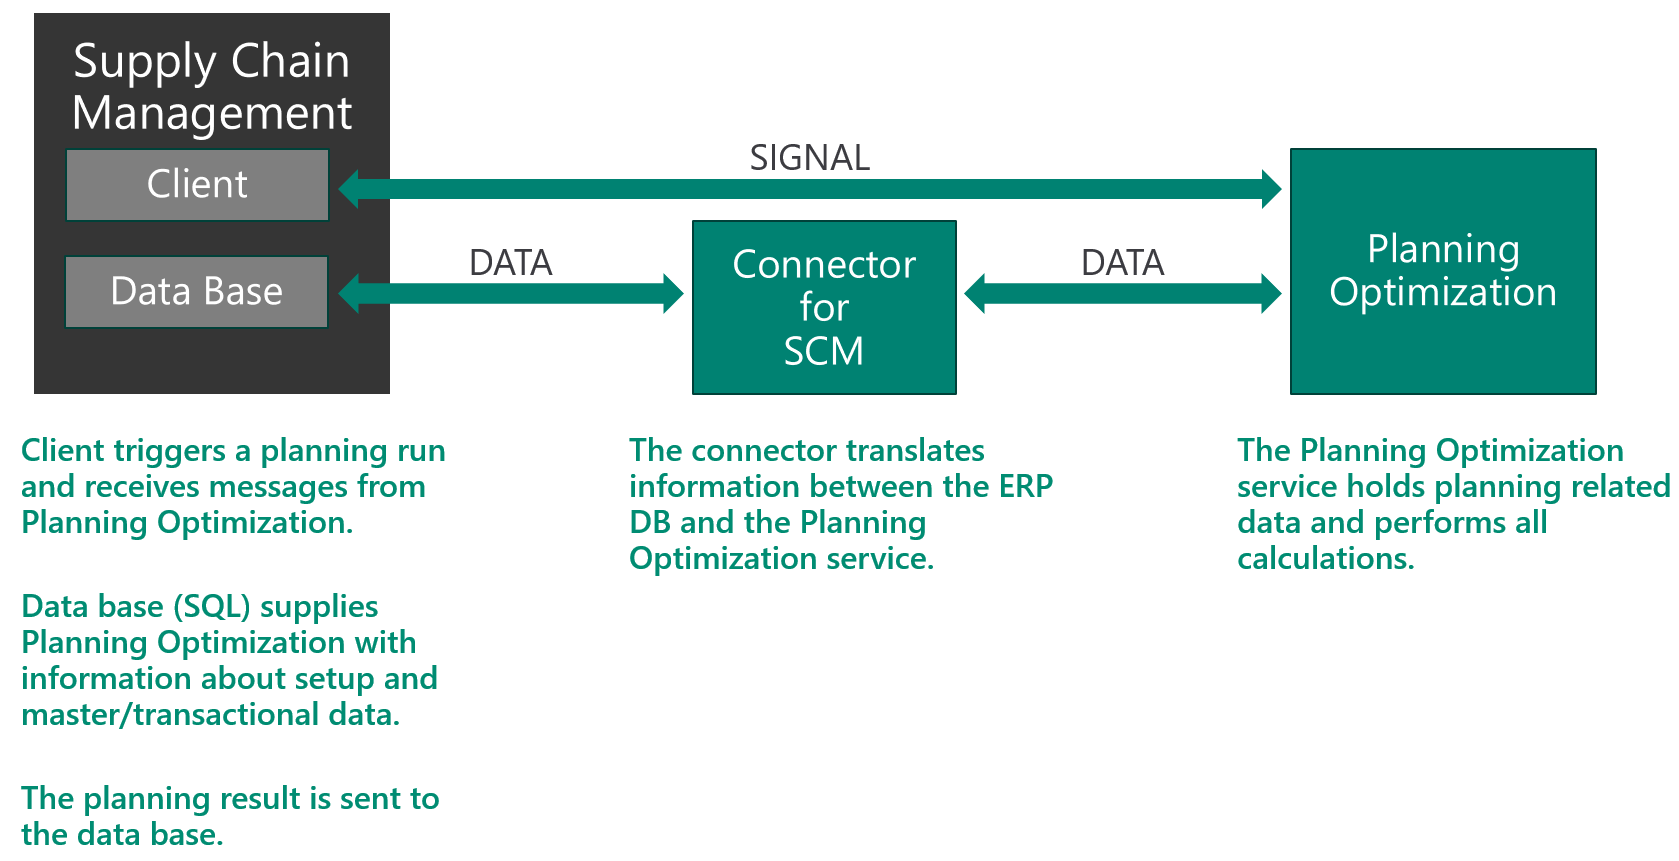 Supply Chain
Management
Client
Data Base
SIGNAL
DATA
Connector
for
SCM
DATA
Planning
Optimization
Client triggers a planning run
and receives messages from
Planning Optimization.
Data base (SQL) supplies
Planning Optimization with
information about setup and
master/transactional data.
The planning result is sent to
the data base.
The connector translates
information between the ERP
DB and the Planning
Optimization service.
The Planning Optimization
service holds planning related
data and performs all
calculations.